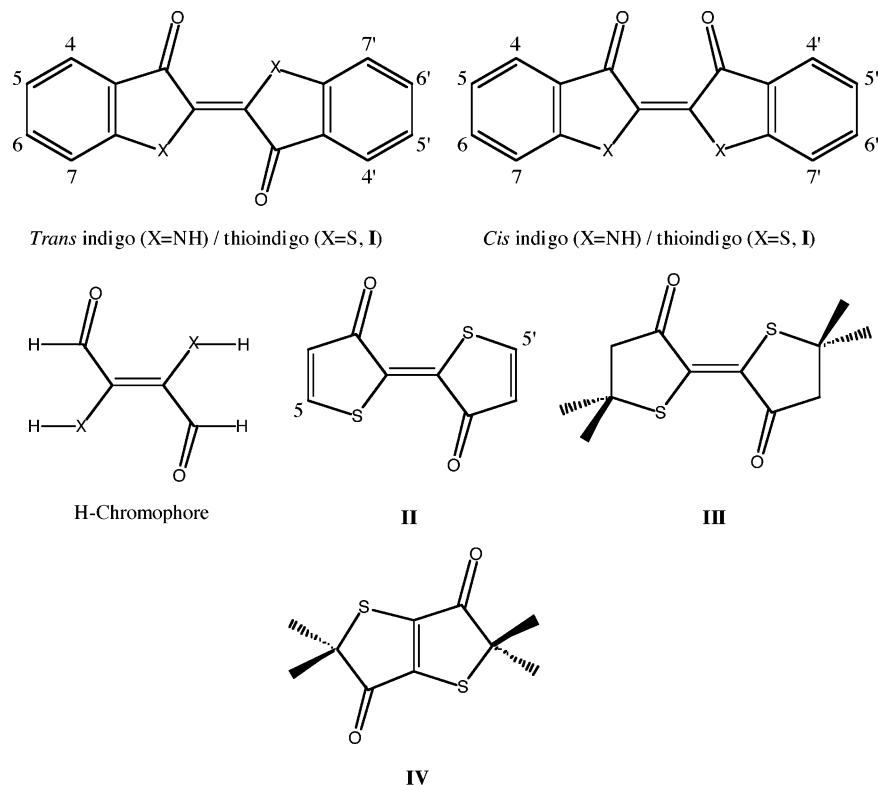 O
4
5
6
7
X
X
O
7'
6'
5'
4'
O
O
4
5
6
7
X
X
4'
5'
6'
7'
Trans indigo (X=NH) / thioindigo (X=S, I)
Cis indigo (X=NH) / thioindigo (X=S, I)
O
H
X
H
H
X
H
O
O
S
5'
5
S
O
O
S
S
O
H-Chromophore
II
III
O
S
S
O
IV